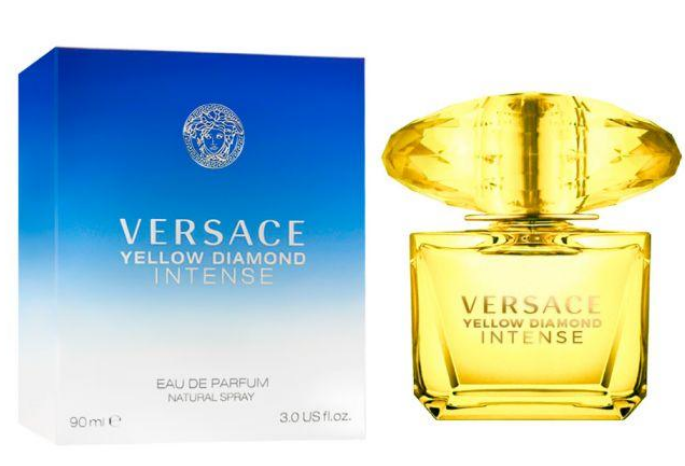 VERSACE
YELLOW DIAMOND
INTENSE
EAU DE PARFUM
NATURAL SPRAY
90 ml ℮ 3.0 US fl.oz.
VERSACE
YELLOW DIAMOND
INTENSE